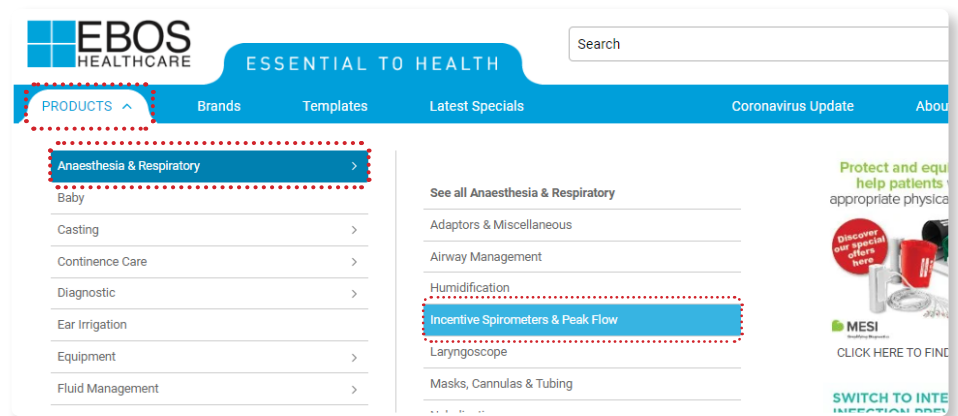 EBOS
HEALTHCARE
ESSENTIAL TO HEALTH
Search
PRODUCTS
Brands
Templates
Latest Specials
Coronavirus Update
Abou
Anaesthesia & Respiratory
Baby
Casting
Continence Care
Diagnostic
Ear Irrigation
Equipment
Fluid Management
See all Anaesthesia & Respiratory
Adaptors & Miscellaneous
Airway Management
Humidification
Incentive Spirometers & Peak Flow
Laryngoscope
Masks, Cannulas & Tubing
Protect and equi
help patients
appropriate physica
Discover
our special
offers
here
MESI
CLICK HERE TO FIND
SWITCH TO INTE